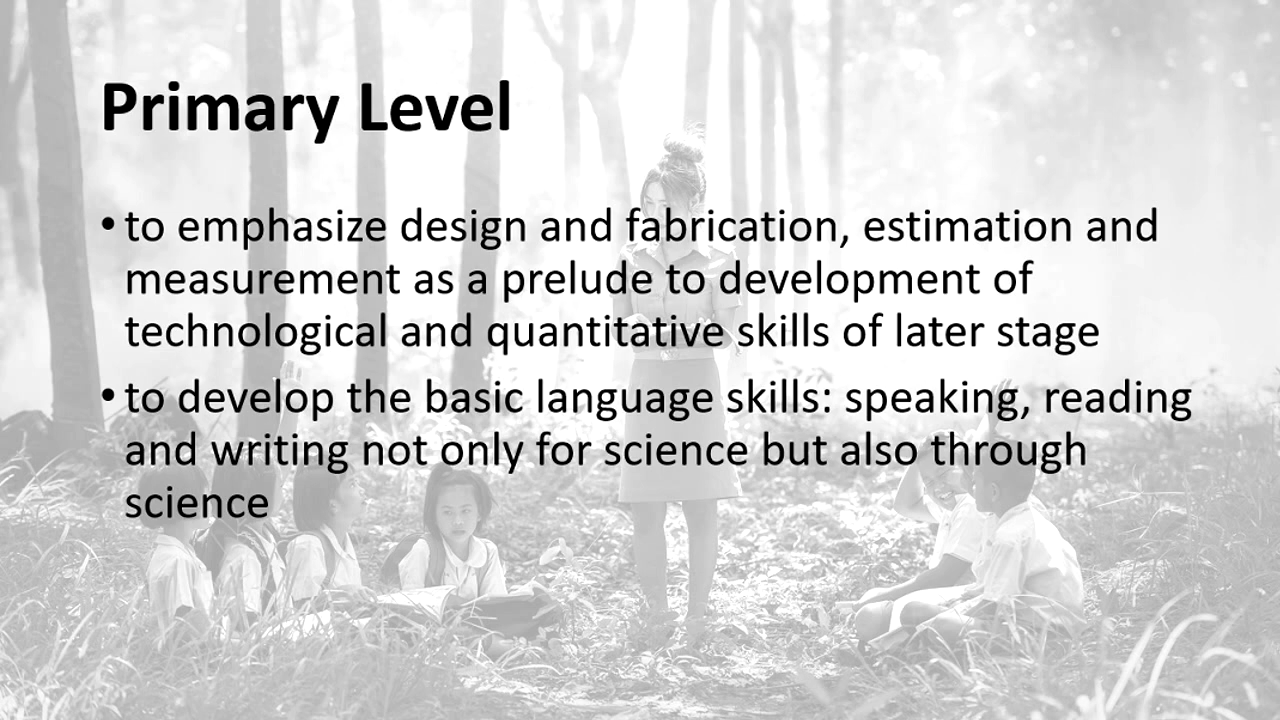 Primary Level
• to emphasize design and fabrication, estimation and
measurement as a prelude to development of
technological and quantitative skills of later stage
• to develop the basic language skills: speaking, reading
and writing not only for science but also through
science